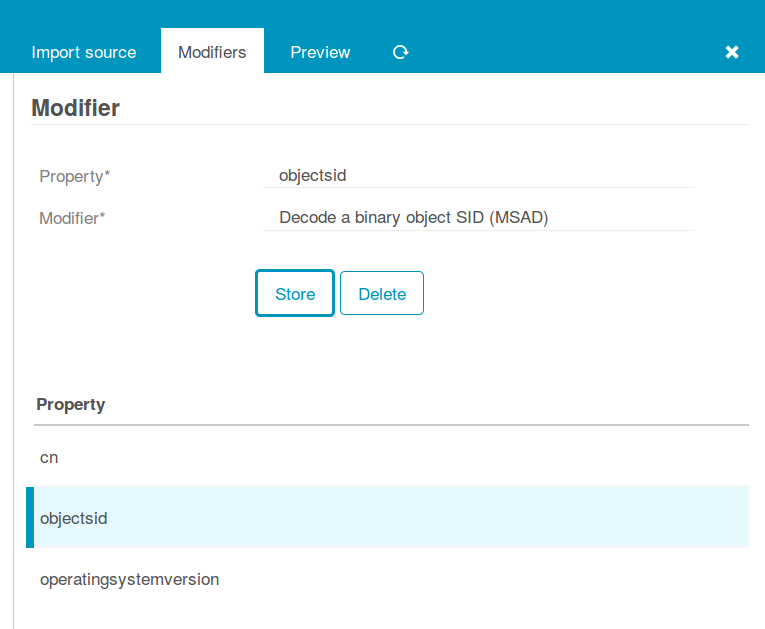 Import source Modifiers Preview
Modifier
Property* objectsid
Modifier* Decode a binary object SID (MSAD)
Store Delete
Property
cn
objectsid
operatingsystemversion